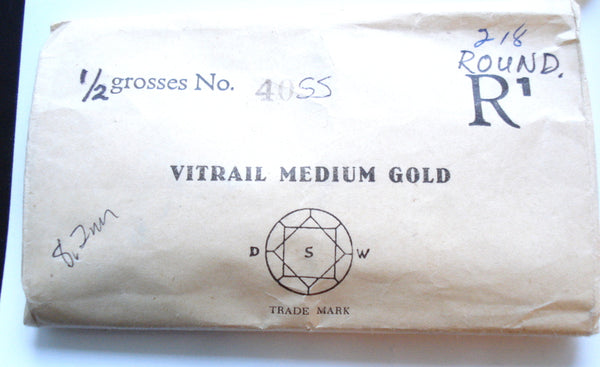 218
ROUND.
½ grosses No. 40SS
R¹
VITRAIL MEDIUM GOLD
8.2mm
D S W
TRADE MARK